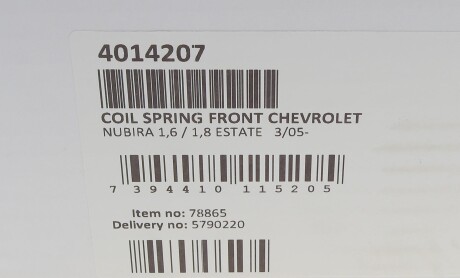 4014207
COIL SPRING FRONT CHEVROLET
NUBIRA 1,6 / 1,8 ESTATE 3/05-
7 394410 115205
Item no: 78865
Delivery no: 5790220